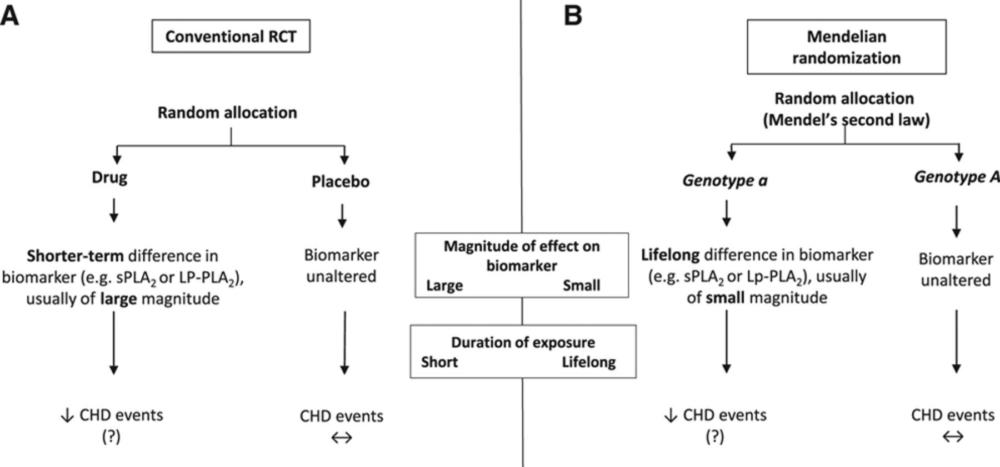 A
Conventional RCT
Random allocation
Drug
Placebo
Shorter-term difference in
biomarker (e.g. sPLA₂ or LP-PLA₂),
usually of large magnitude
Biomarker
unaltered
↓ CHD events
(?)
CHD events
↔
Magnitude of effect on
biomarker
Large Small
Duration of exposure
Short Lifelong
B
Mendelian
randomization
Random allocation
(Mendel’s second law)
Genotype a
Genotype A
Lifelong difference in biomarker
(e.g. sPLA₂ or Lp-PLA₂), usually
of small magnitude
Biomarker
unaltered
↓ CHD events
(?)
CHD events
↔